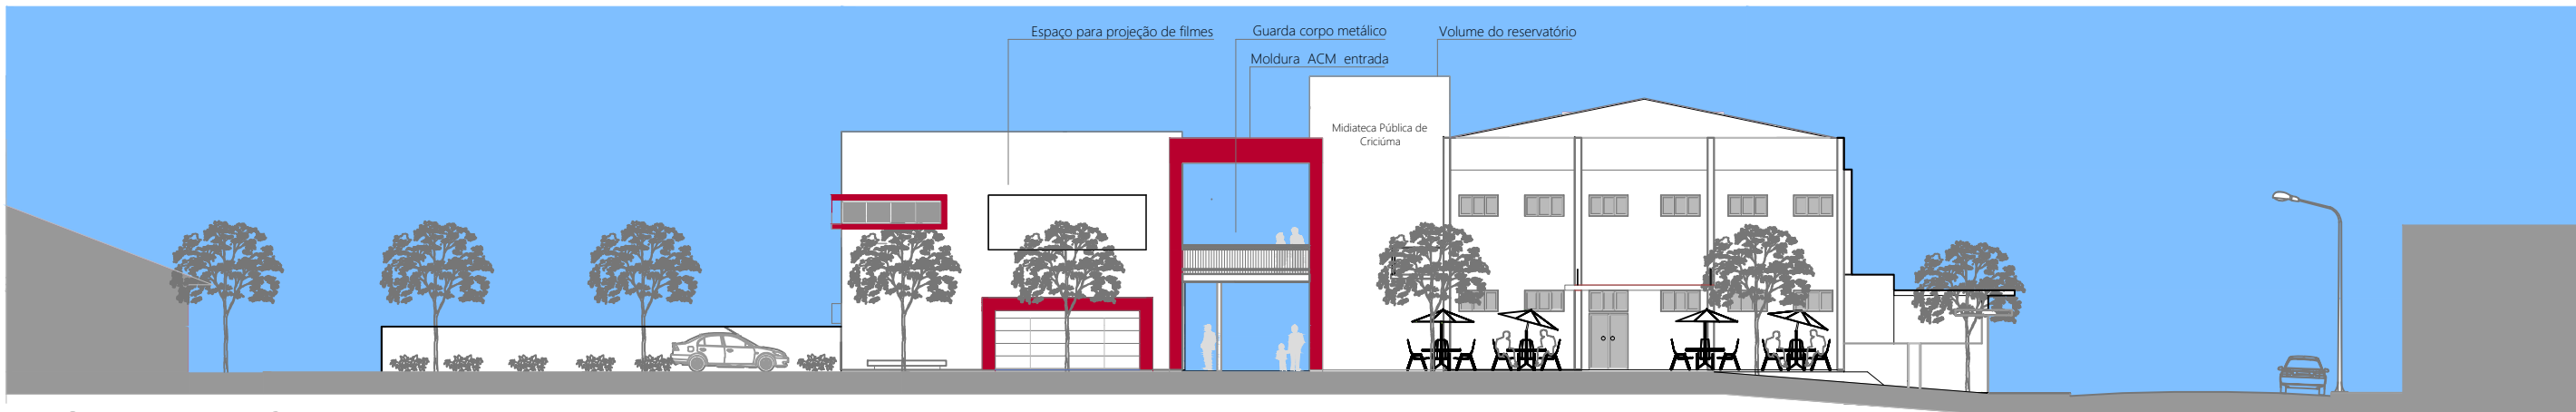 Espaço para projeção de filmes
Guarda corpo metálico
Volume do reservatório
Moldura ACM entrada
Midiateca Pública de
Criciúma